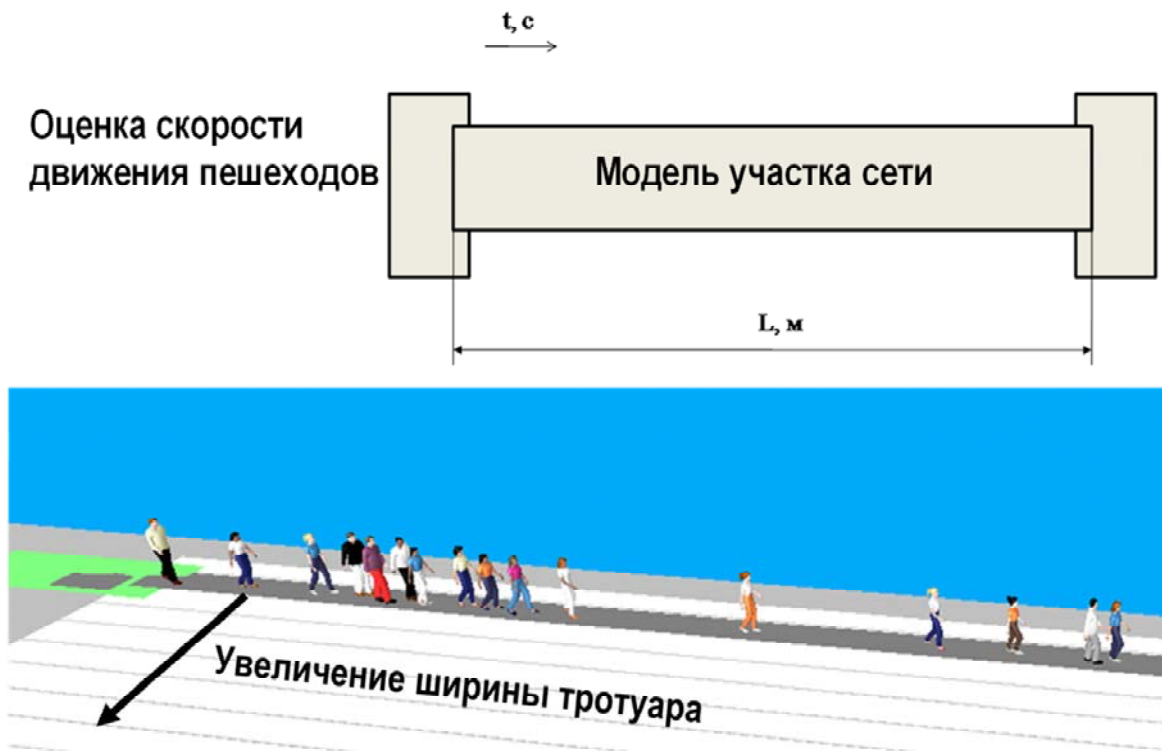 t, с
Оценка скорости
движения пешеходов
Модель участка сети
L, м
Увеличение ширины тротуара